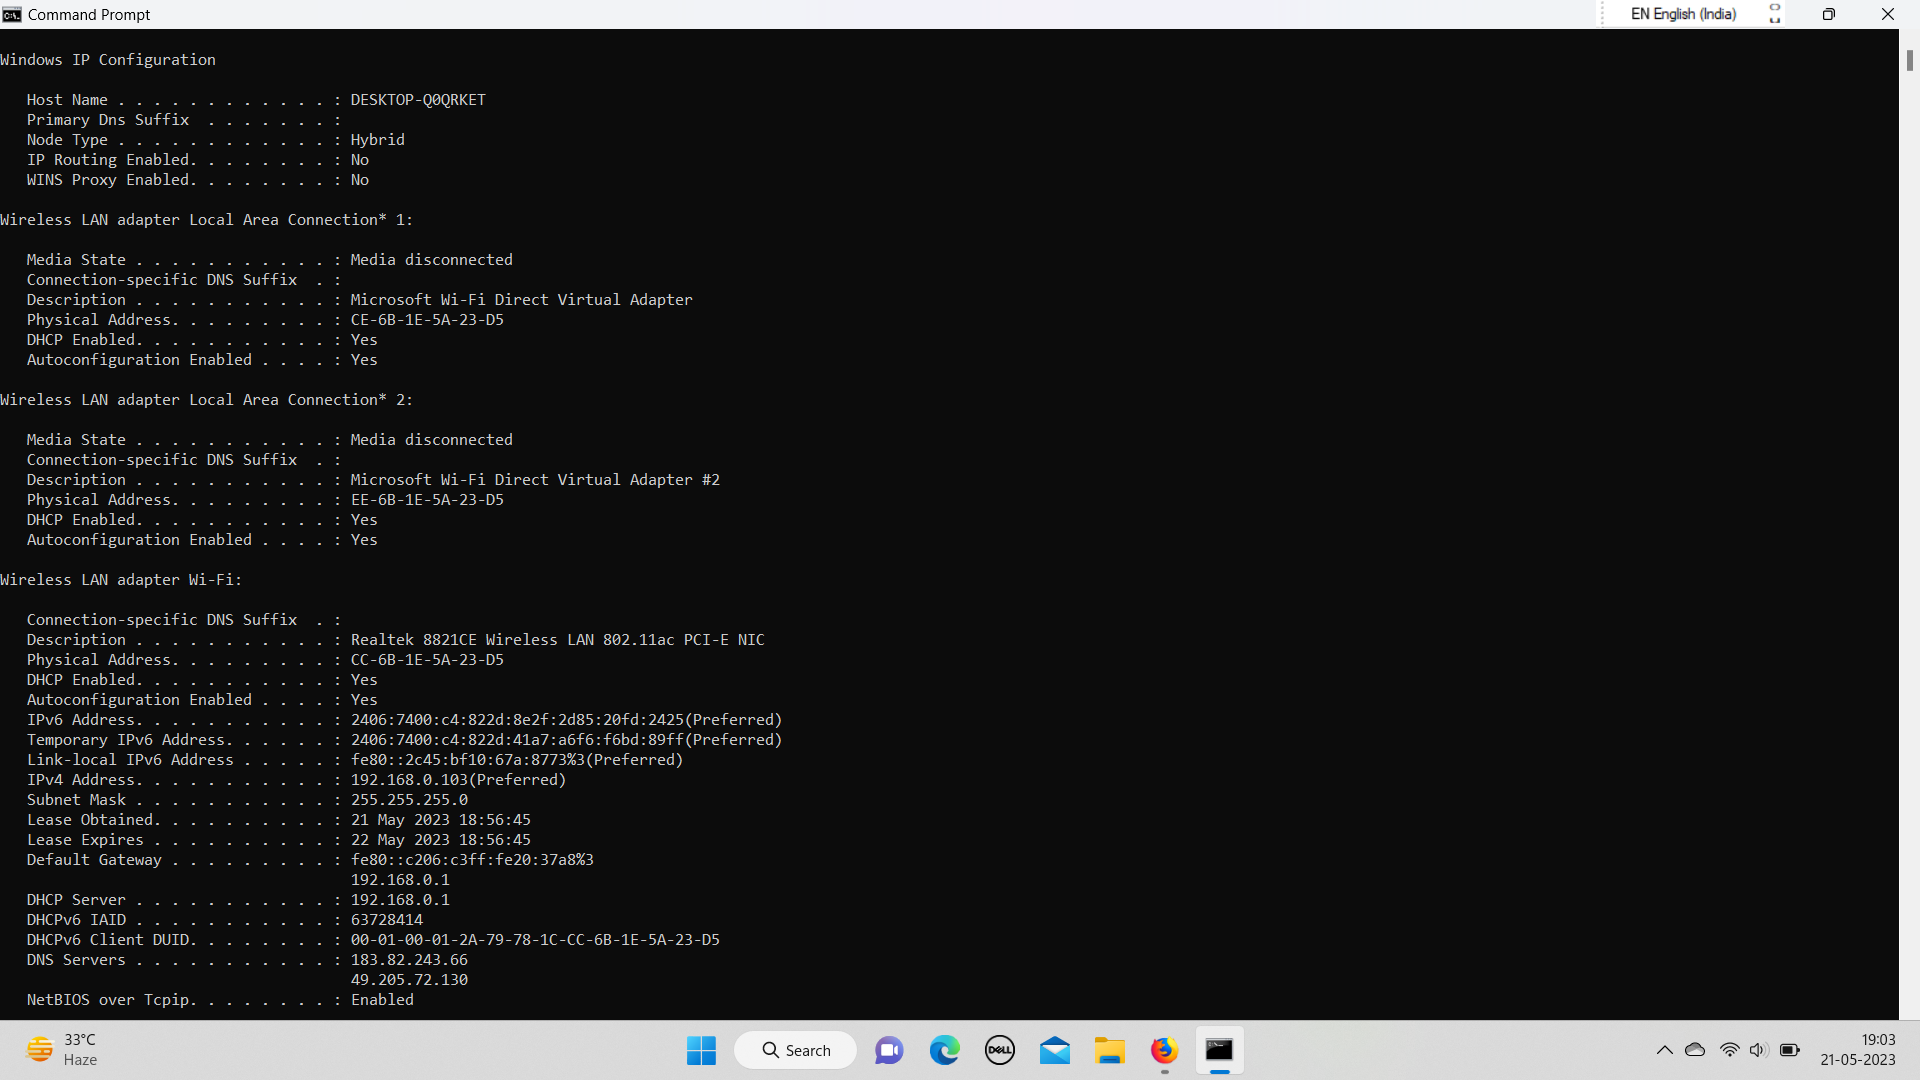 Command Prompt
EN English (India)
Windows IP Configuration
Host Name . . . . . . . . . . . . : DESKTOP-Q0QRKET
Primary Dns Suffix  . . . . . . . :
Node Type . . . . . . . . . . . . : Hybrid
IP Routing Enabled. . . . . . . . : No
WINS Proxy Enabled. . . . . . . . : No
Wireless LAN adapter Local Area Connection* 1:
Media State . . . . . . . . . . . : Media disconnected
Connection-specific DNS Suffix  . :
Description . . . . . . . . . . . : Microsoft Wi-Fi Direct Virtual Adapter
Physical Address. . . . . . . . . : CE-6B-1E-5A-23-D5
DHCP Enabled. . . . . . . . . . . : Yes
Autoconfiguration Enabled . . . . : Yes
Wireless LAN adapter Local Area Connection* 2:
Media State . . . . . . . . . . . : Media disconnected
Connection-specific DNS Suffix  . :
Description . . . . . . . . . . . : Microsoft Wi-Fi Direct Virtual Adapter #2
Physical Address. . . . . . . . . : EE-6B-1E-5A-23-D5
DHCP Enabled. . . . . . . . . . . : Yes
Autoconfiguration Enabled . . . . : Yes
Wireless LAN adapter Wi-Fi:
Connection-specific DNS Suffix  . :
Description . . . . . . . . . . . : Realtek 8821CE Wireless LAN 802.11ac PCI-E NIC
Physical Address. . . . . . . . . : CC-6B-1E-5A-23-D5
DHCP Enabled. . . . . . . . . . . : Yes
Autoconfiguration Enabled . . . . : Yes
IPv6 Address. . . . . . . . . . . : 2406:7400:c4:822d:8e2f:2d85:20fd:2425(Preferred)
Temporary IPv6 Address. . . . . . : 2406:7400:c4:822d:41a7:a6f6:f6bd:89ff(Preferred)
Link-local IPv6 Address . . . . . : fe80::2c45:bf10:67a:8773%3(Preferred)
IPv4 Address. . . . . . . . . . . : 192.168.0.103(Preferred)
Subnet Mask . . . . . . . . . . . : 255.255.255.0
Lease Obtained. . . . . . . . . . : 21 May 2023 18:56:45
Lease Expires . . . . . . . . . . : 22 May 2023 18:56:45
Default Gateway . . . . . . . . . : fe80::c206:c3ff:fe20:37a8%3
192.168.0.1
DHCP Server . . . . . . . . . . . : 192.168.0.1
DHCPv6 IAID . . . . . . . . . . . : 63728414
DHCPv6 Client DUID. . . . . . . . : 00-01-00-01-2A-79-78-1C-CC-6B-1E-5A-23-D5
DNS Servers . . . . . . . . . . . : 183.82.243.66
49.205.72.130
NetBIOS over Tcpip. . . . . . . . : Enabled
33°C
Haze
Search
DELL
19:03
21-05-2023